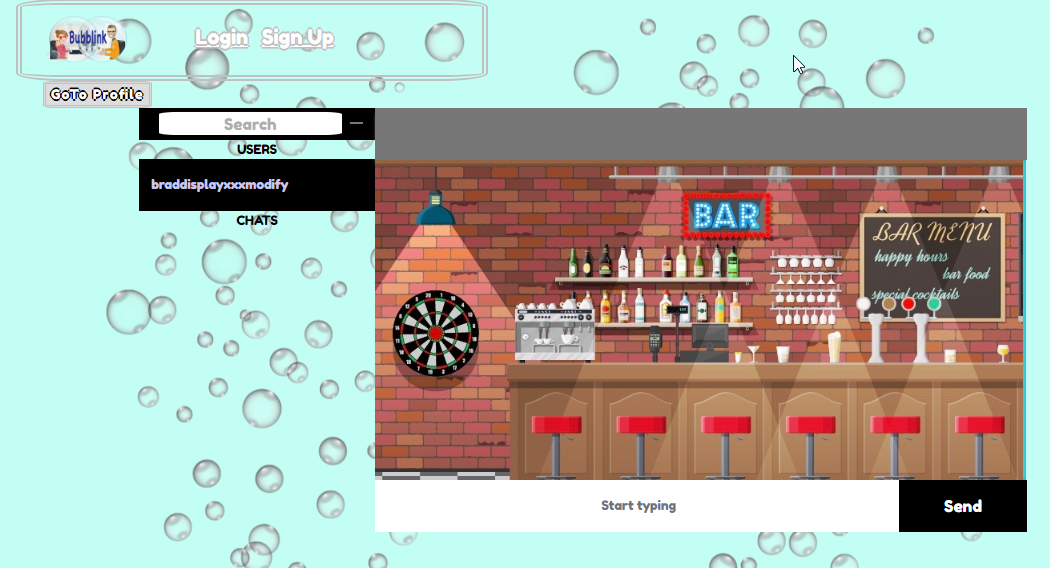 Bubblink
Login Sign Up
GoTo Profile
Search
USERS
braddisplayxxxmodify
CHATS
BAR
BAR MENU
happy hours
bar food
special cocktails
Start typing
Send